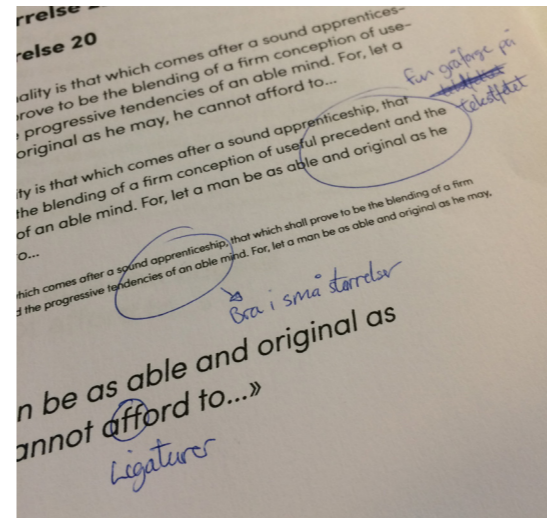 rrelse 2
relse 20
ality is that which comes after a sound apprentices-
rove to be the blending of a firm conception of use-
progressive tendencies of an able mind. For, let a
original as he may, he cannot afford to...
Fin gråfarge på
tekstfeltet
ty is that which comes after a sound apprenticeship, that
the blending of a firm conception of useful precedent and the
of an able mind. For, let a man be as able and original as he
o...
which comes after a sound apprenticeship, that which shall prove to be the blending of a firm
d the progressive tendencies of an able mind. For, let a man be as able and original as he may,
Bra i små størrelser
n be as able and original as
annot afford to...»
Ligaturer